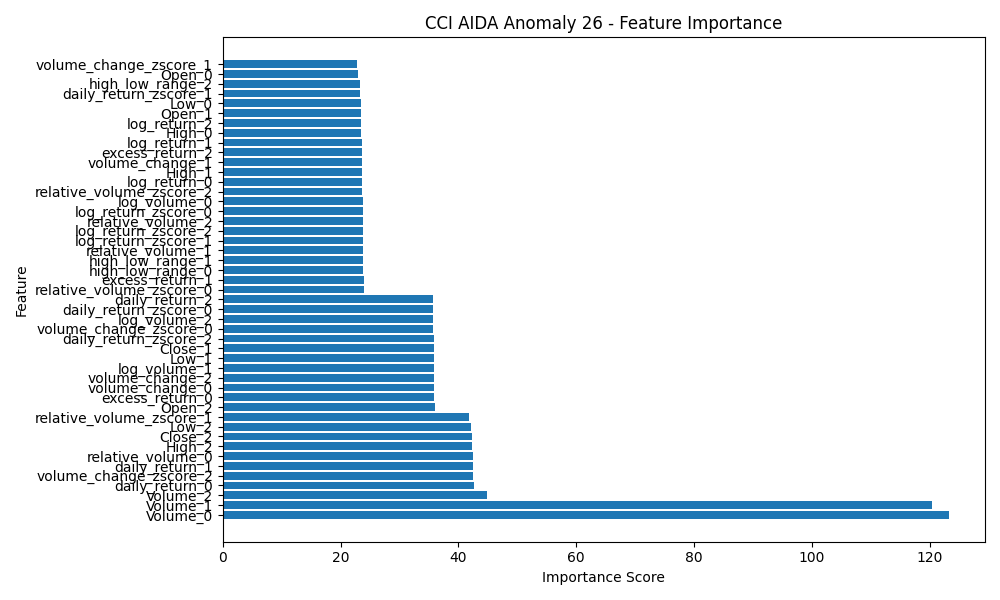 CCI AIDA Anomaly 26 - Feature Importance
volume_change_zscore_1
Open_0
high_low_range_2
daily_return_zscore_1
Low_0
Open_1
log_return_2
High_0
log_return_1
excess_return_2
volume_change_1
High_1
log_return_0
relative_volume_zscore_2
log_volume_0
log_return_zscore_0
relative_volume_2
log_return_zscore_2
log_return_zscore_1
relative_volume_1
high_low_range_1
high_low_range_0
excess_return_1
relative_volume_zscore_0
daily_return_2
daily_return_zscore_0
log_volume_2
volume_change_zscore_0
daily_return_zscore_2
Close_1
Low_1
log_volume_1
volume_change_2
volume_change_0
excess_return_0
Open_2
relative_volume_zscore_1
Low_2
Close_2
High_2
relative_volume_0
daily_return_1
volume_change_zscore_2
daily_return_0
Volume_2
Volume_1
Volume_0
Feature
0 20 40 60 80 100 120
Importance Score